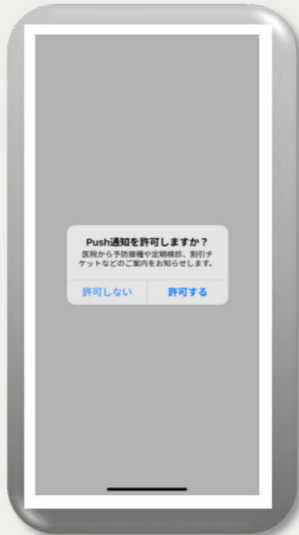 Push通知を許可しますか？
医院から予防接種や定期検診、割引チ
ケットなどのご案内をお知らせします。
許可しない
許可する